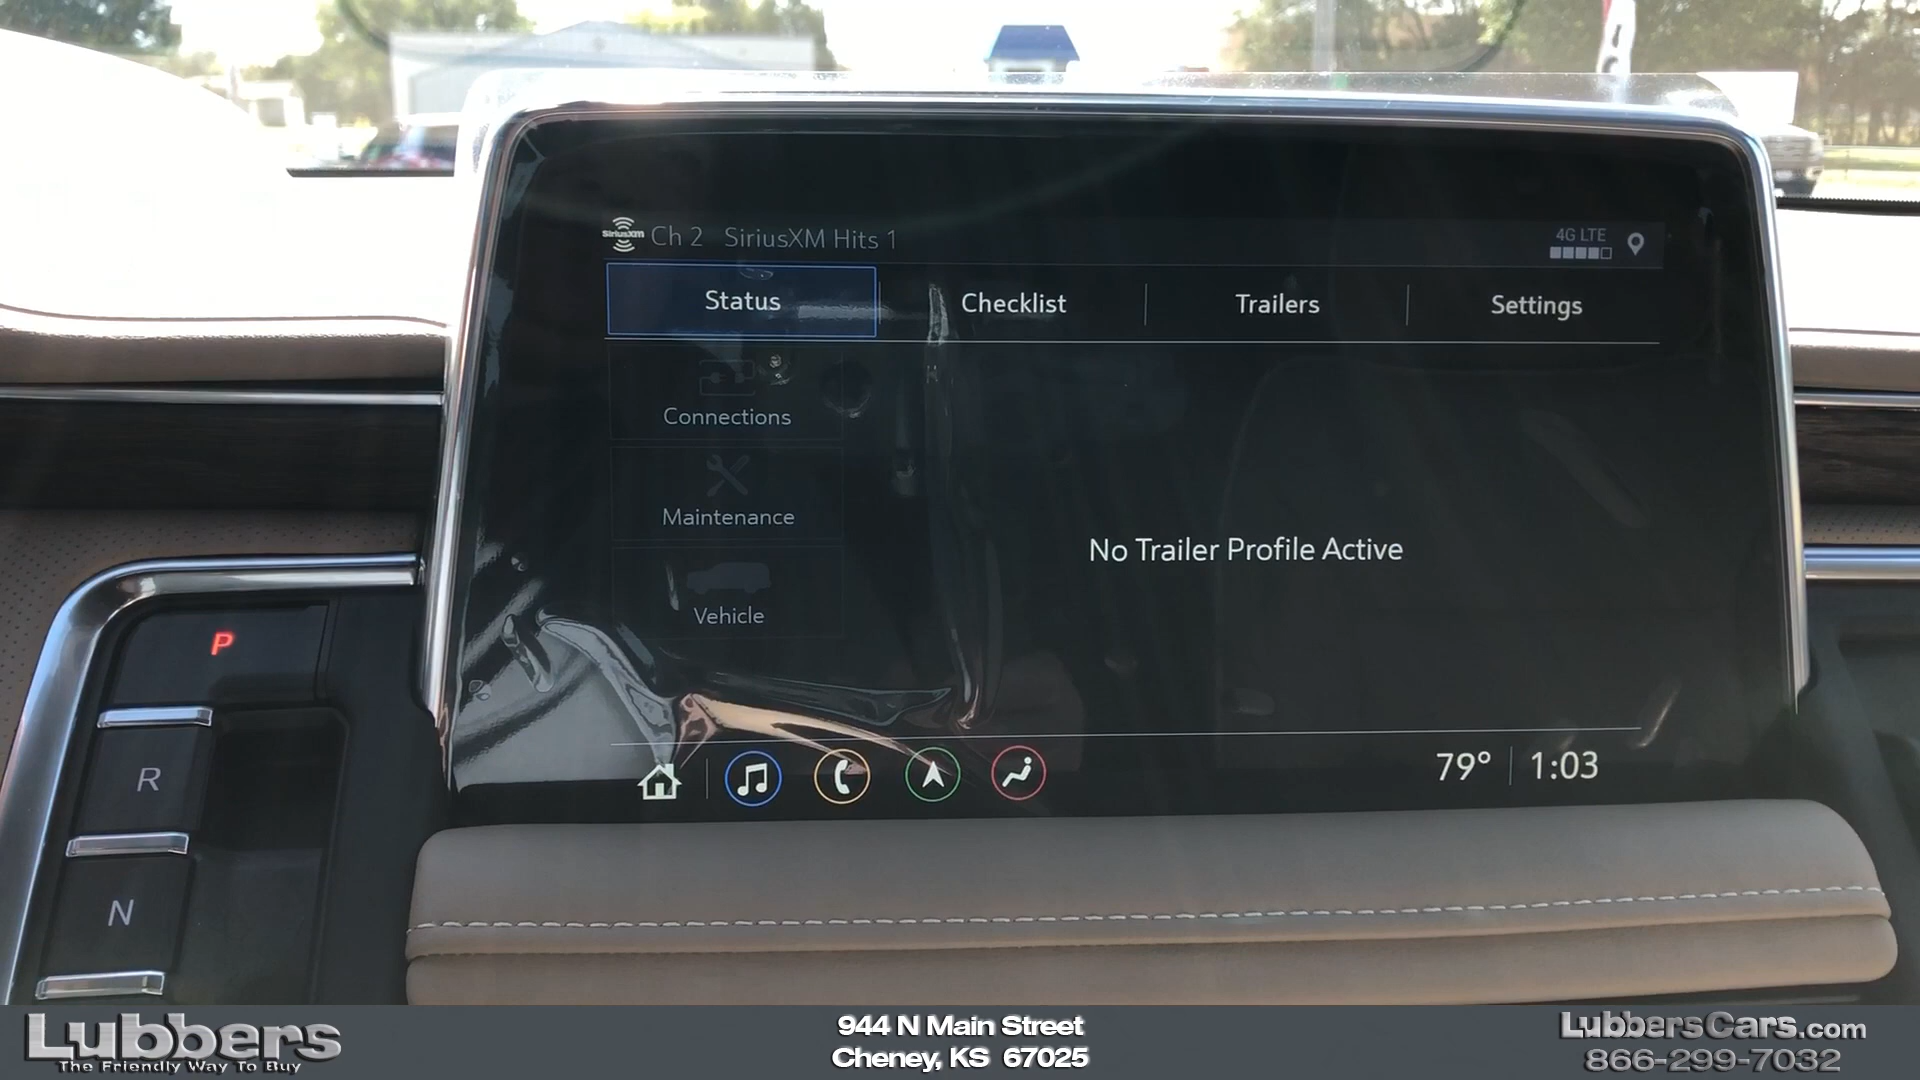 SiriusXM Ch 2 SiriusXM Hits 1
4G LTE
Status Checklist Trailers Settings
Connections
Maintenance
No Trailer Profile Active
Vehicle
79° 1:03
P
R
N
Lubbers
The Friendly Way To Buy
944 N Main Street
Cheney, KS 67025
LubbersCars.com
866-299-7032